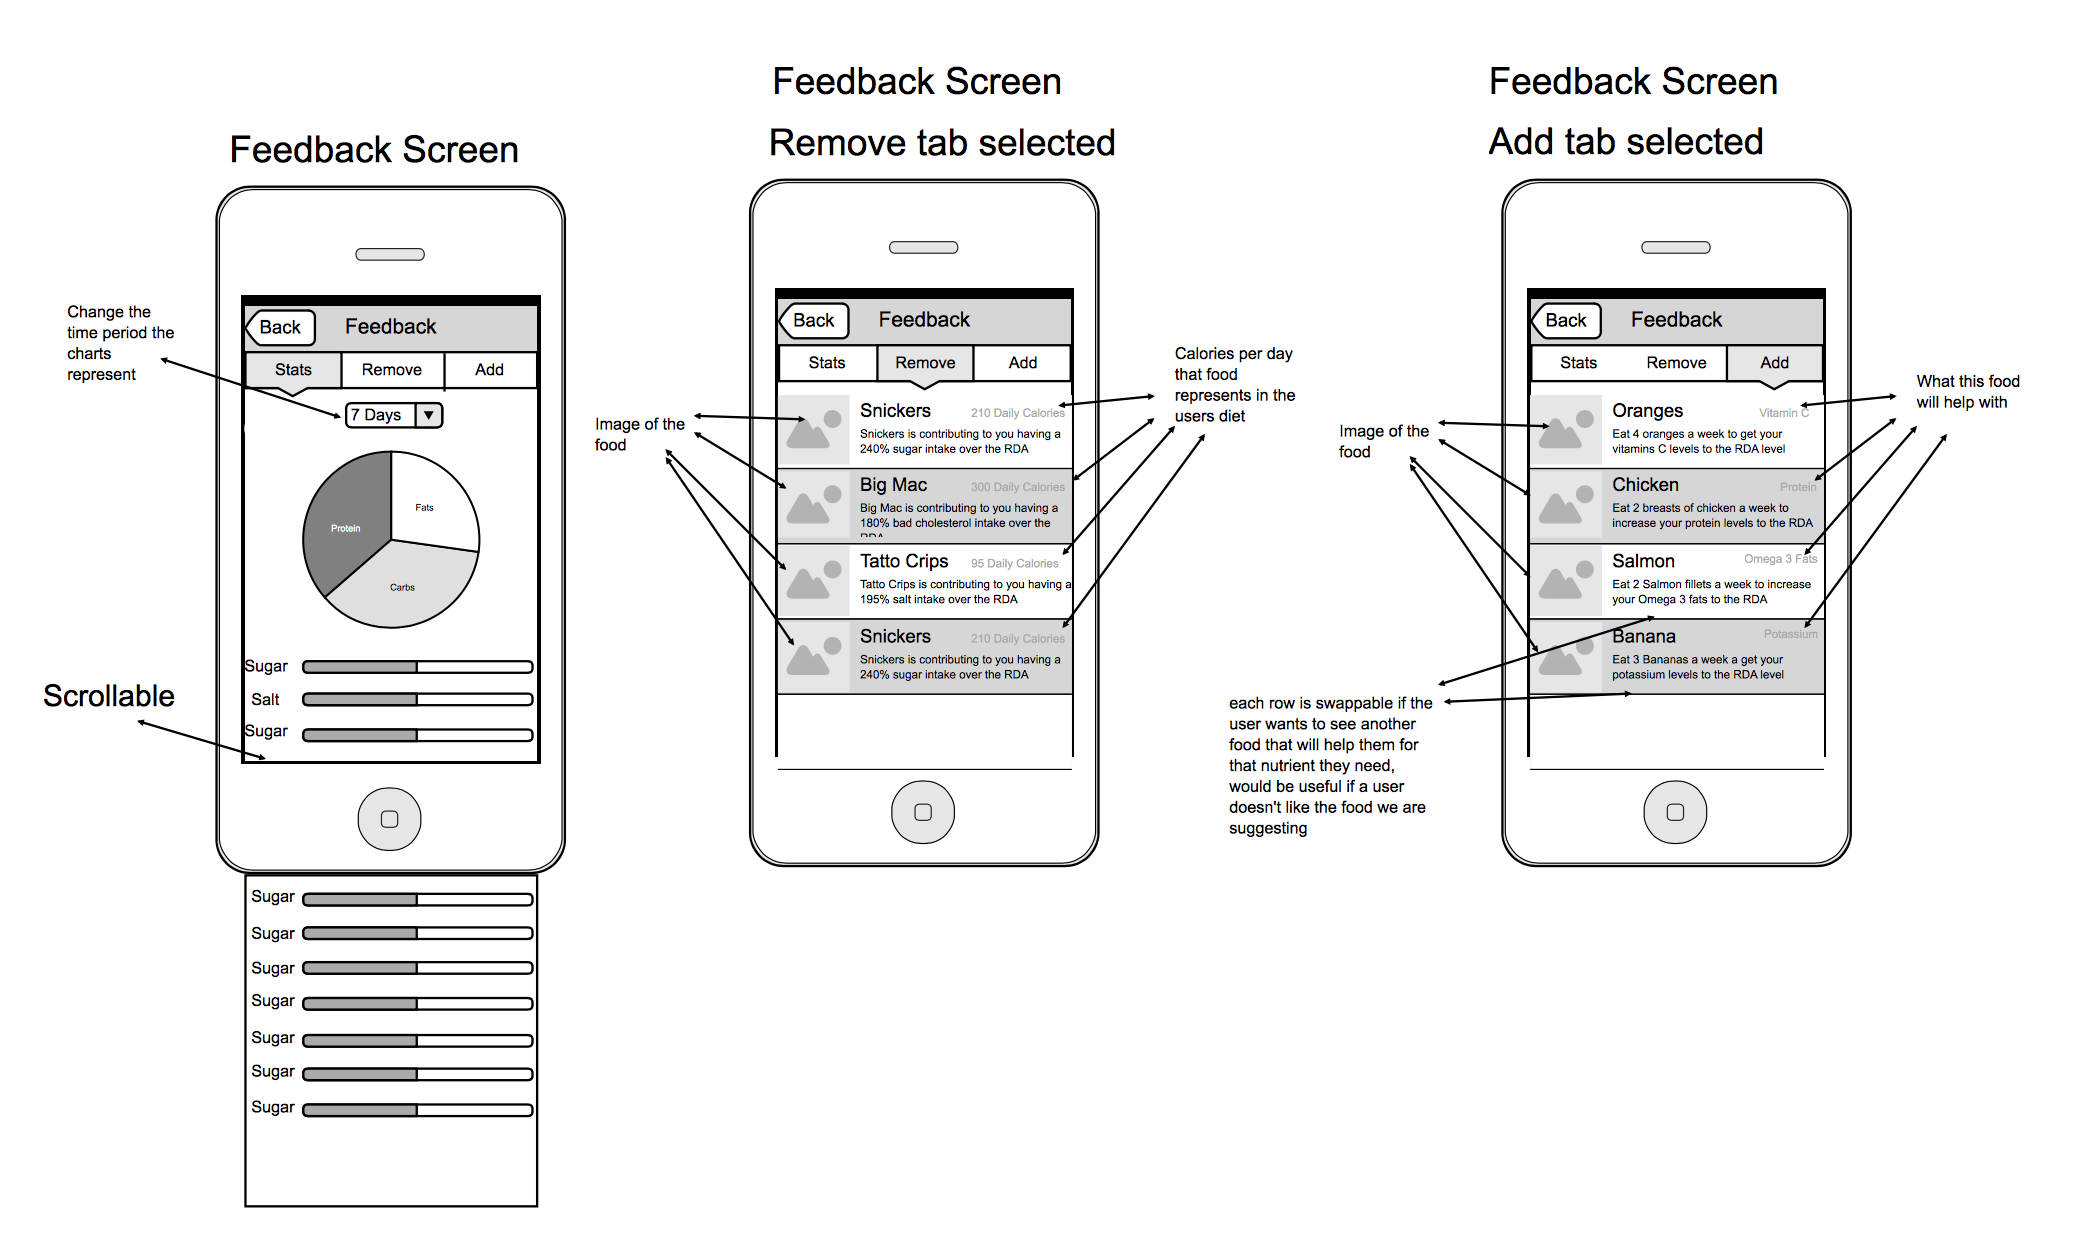 Feedback Screen
Change the
time period the
charts
represent
Scrollable
Back
Feedback
Stats
Remove
Add
7 Days
Protein
Fats
Carbs
Sugar
Salt
Sugar
Sugar
Sugar
Sugar
Sugar
Sugar
Sugar
Sugar
Feedback Screen
Remove tab selected
Image of the
food
Back
Feedback
Stats
Remove
Add
Snickers
210 Daily Calories
Snickers is contributing to you having a
240% sugar intake over the RDA
Big Mac
300 Daily Calories
Big Mac is contributing to you having a
180% bad cholesterol intake over the
RDA
Tatto Crips
95 Daily Calories
Tatto Crips is contributing to you having a
195% salt intake over the RDA
Snickers
210 Daily Calories
Snickers is contributing to you having a
240% sugar intake over the RDA
Calories per day
that food
represents in the
users diet
Feedback Screen
Add tab selected
Image of the
food
each row is swappable if the
user wants to see another
food that will help them for
that nutrient they need,
would be useful if a user
doesn't like the food we are
suggesting
Back
Feedback
Stats
Remove
Add
Oranges
Vitamin C
Eat 4 oranges a week to get your
vitamins C levels to the RDA level
Chicken
Protein
Eat 2 breasts of chicken a week to
increase your protein levels to the RDA
Salmon
Omega 3 Fats
Eat 2 Salmon fillets a week to increase
your Omega 3 fats to the RDA
Banana
Potassium
Eat 3 Bananas a week a get your
potassium levels to the RDA level
What this food
will help with